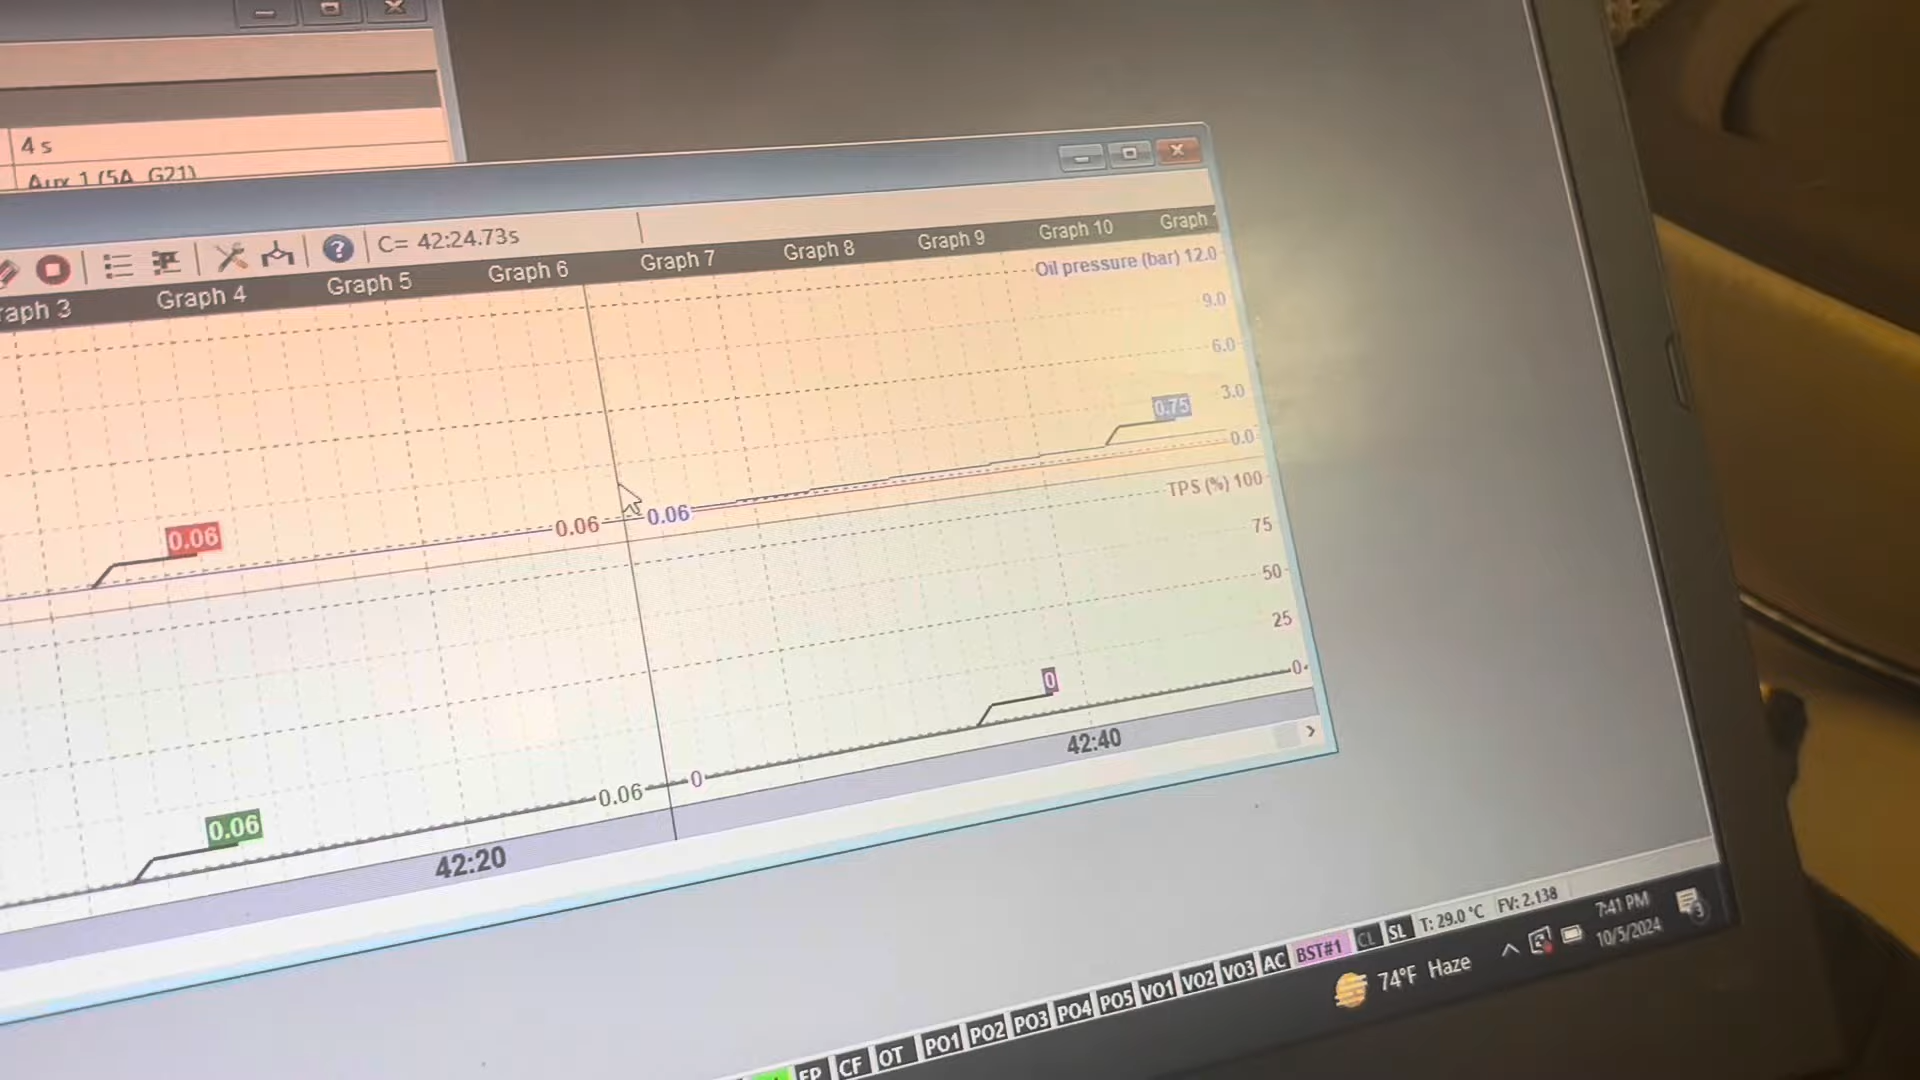 4 s
Aux 1 (5A, G21)
C= 42:24.73s
raph 3 Graph 4 Graph 5 Graph 6 Graph 7 Graph 8 Graph 9 Graph 10 Graph
Oil pressure (bar) 12.0
9.0
6.0
3.0
0.75
0.0
0.06 0.06 0.06
TPS (%) 100
75
50
25
0 0
0.06 0.06 0
42:20 42:40
EP CF OT PO1 PO2 PO3 PO4 PO5 VO1 VO2 VO3 AC BST#1 CL SL T: 29.0 °C FV: 2.138
74°F Haze
7:41 PM
10/5/2024
3